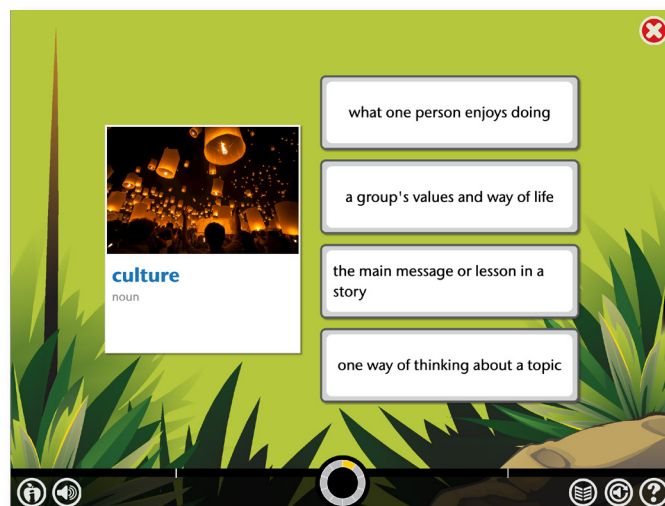 culture
noun
what one person enjoys doing
a group's values and way of life
the main message or lesson in a
story
one way of thinking about a topic